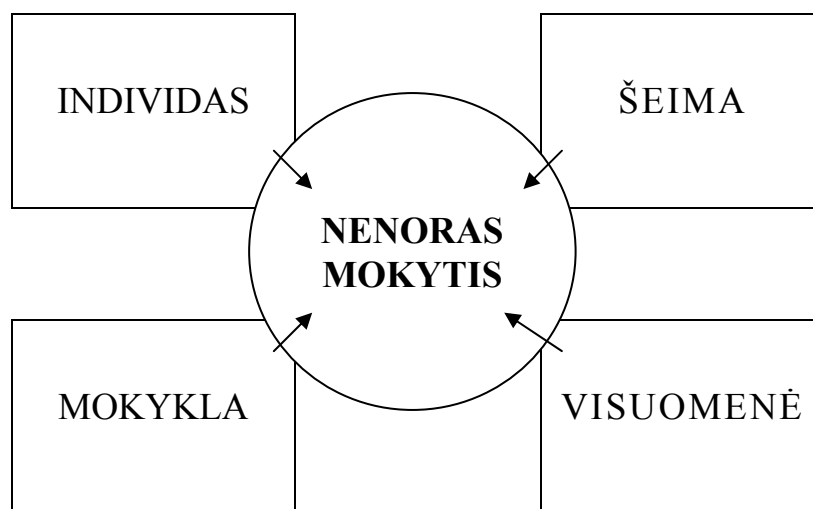 INDIVIDAS
ŠEIMA
NENORAS
MOKYTIS
MOKYKLA
VISUOMENĖ